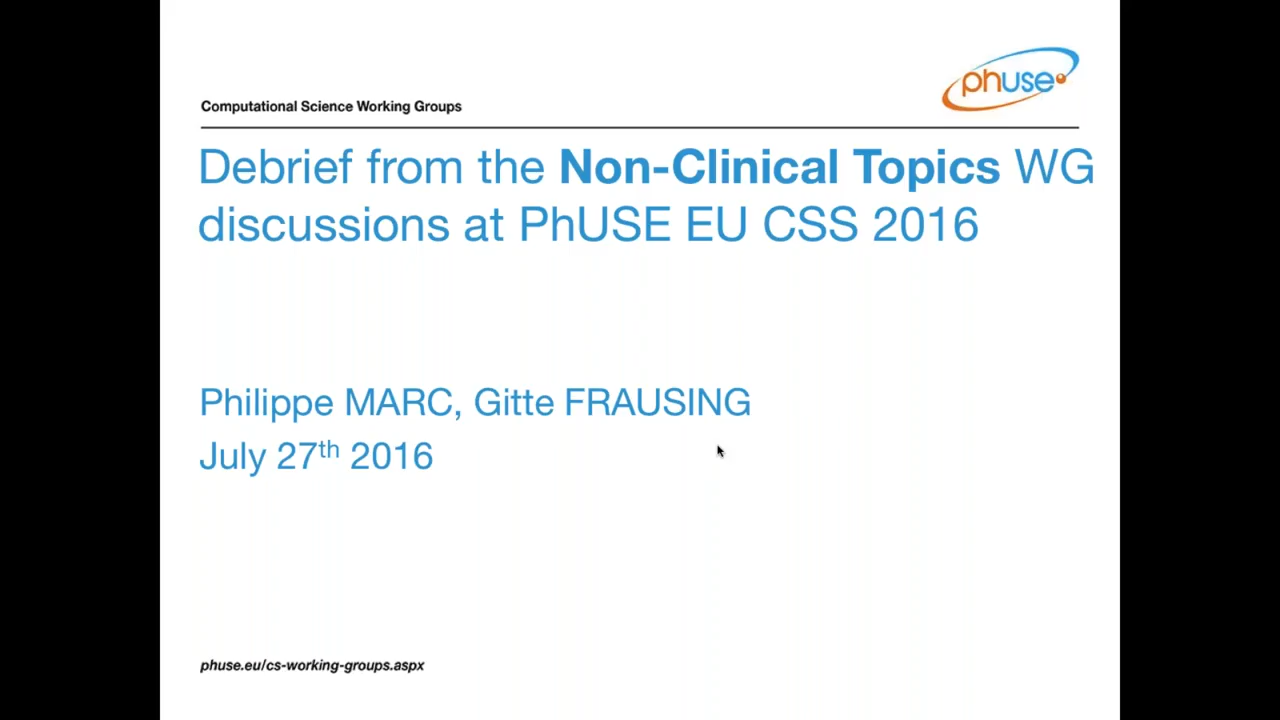 phuse
Computational Science Working Groups
Debrief from the Non-Clinical Topics WG
discussions at PhUSE EU CSS 2016
Philippe MARC, Gitte FRAUSING
July 27th 2016
phuse.eu/cs-working-groups.aspx